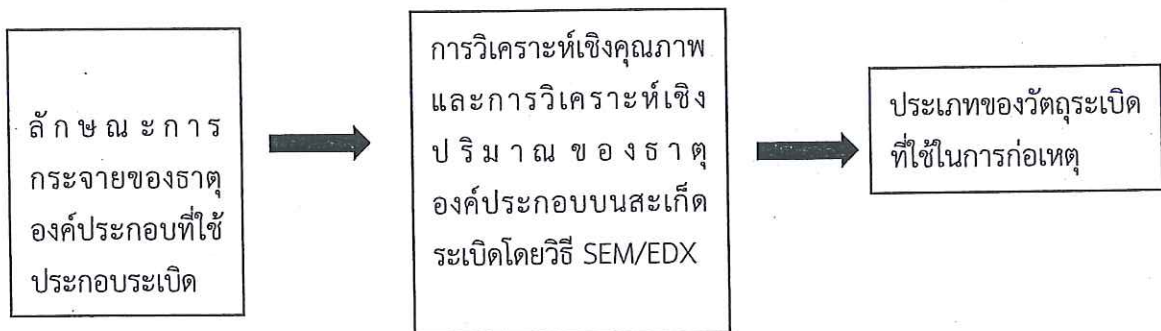 ลักษณะการ
กระจายของธาตุ
องค์ประกอบที่ใช้
ประกอบระเบิด
การวิเคราะห์เชิงคุณภาพ
และการวิเคราะห์เชิง
ปริมาณของธาตุ
องค์ประกอบบนสะเก็ด
ระเบิดโดยวิธี SEM/EDX
ประเภทของวัตถุระเบิด
ที่ใช้ในการก่อเหตุ